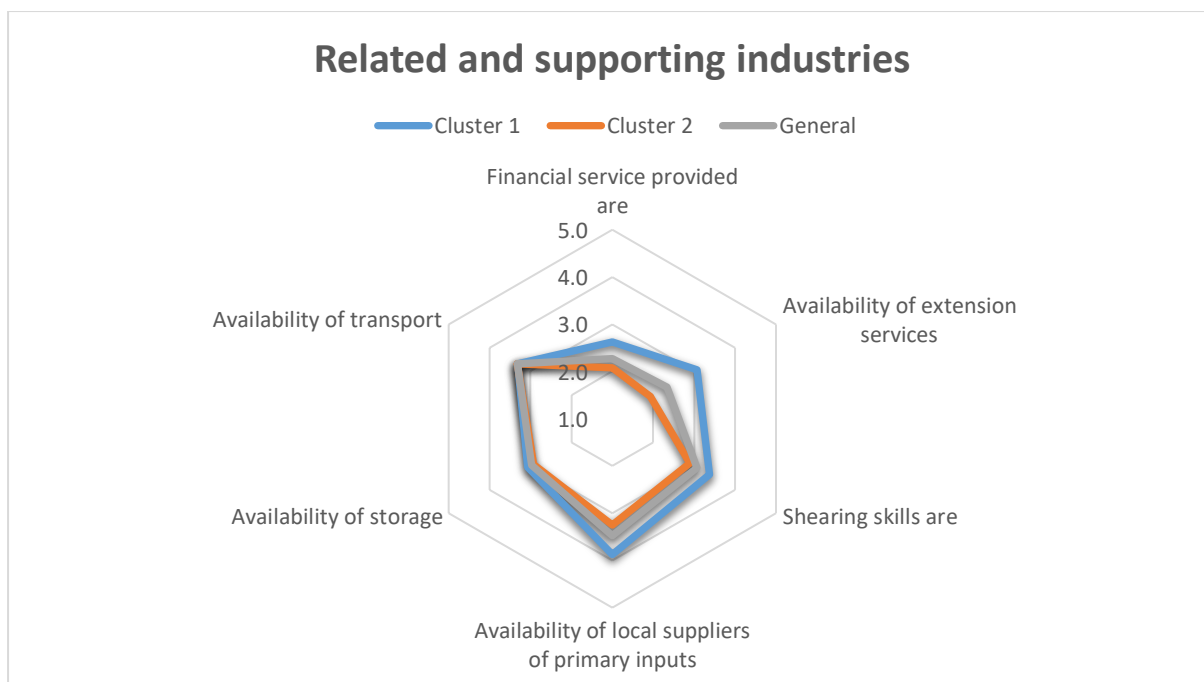 Related and supporting industries
Cluster 1
Cluster 2
General
Financial service provided
are
5.0
4.0
3.0
2.0
1.0
Availability of extension
services
Shearing skills are
Availability of local suppliers
of primary inputs
Availability of storage
Availability of transport